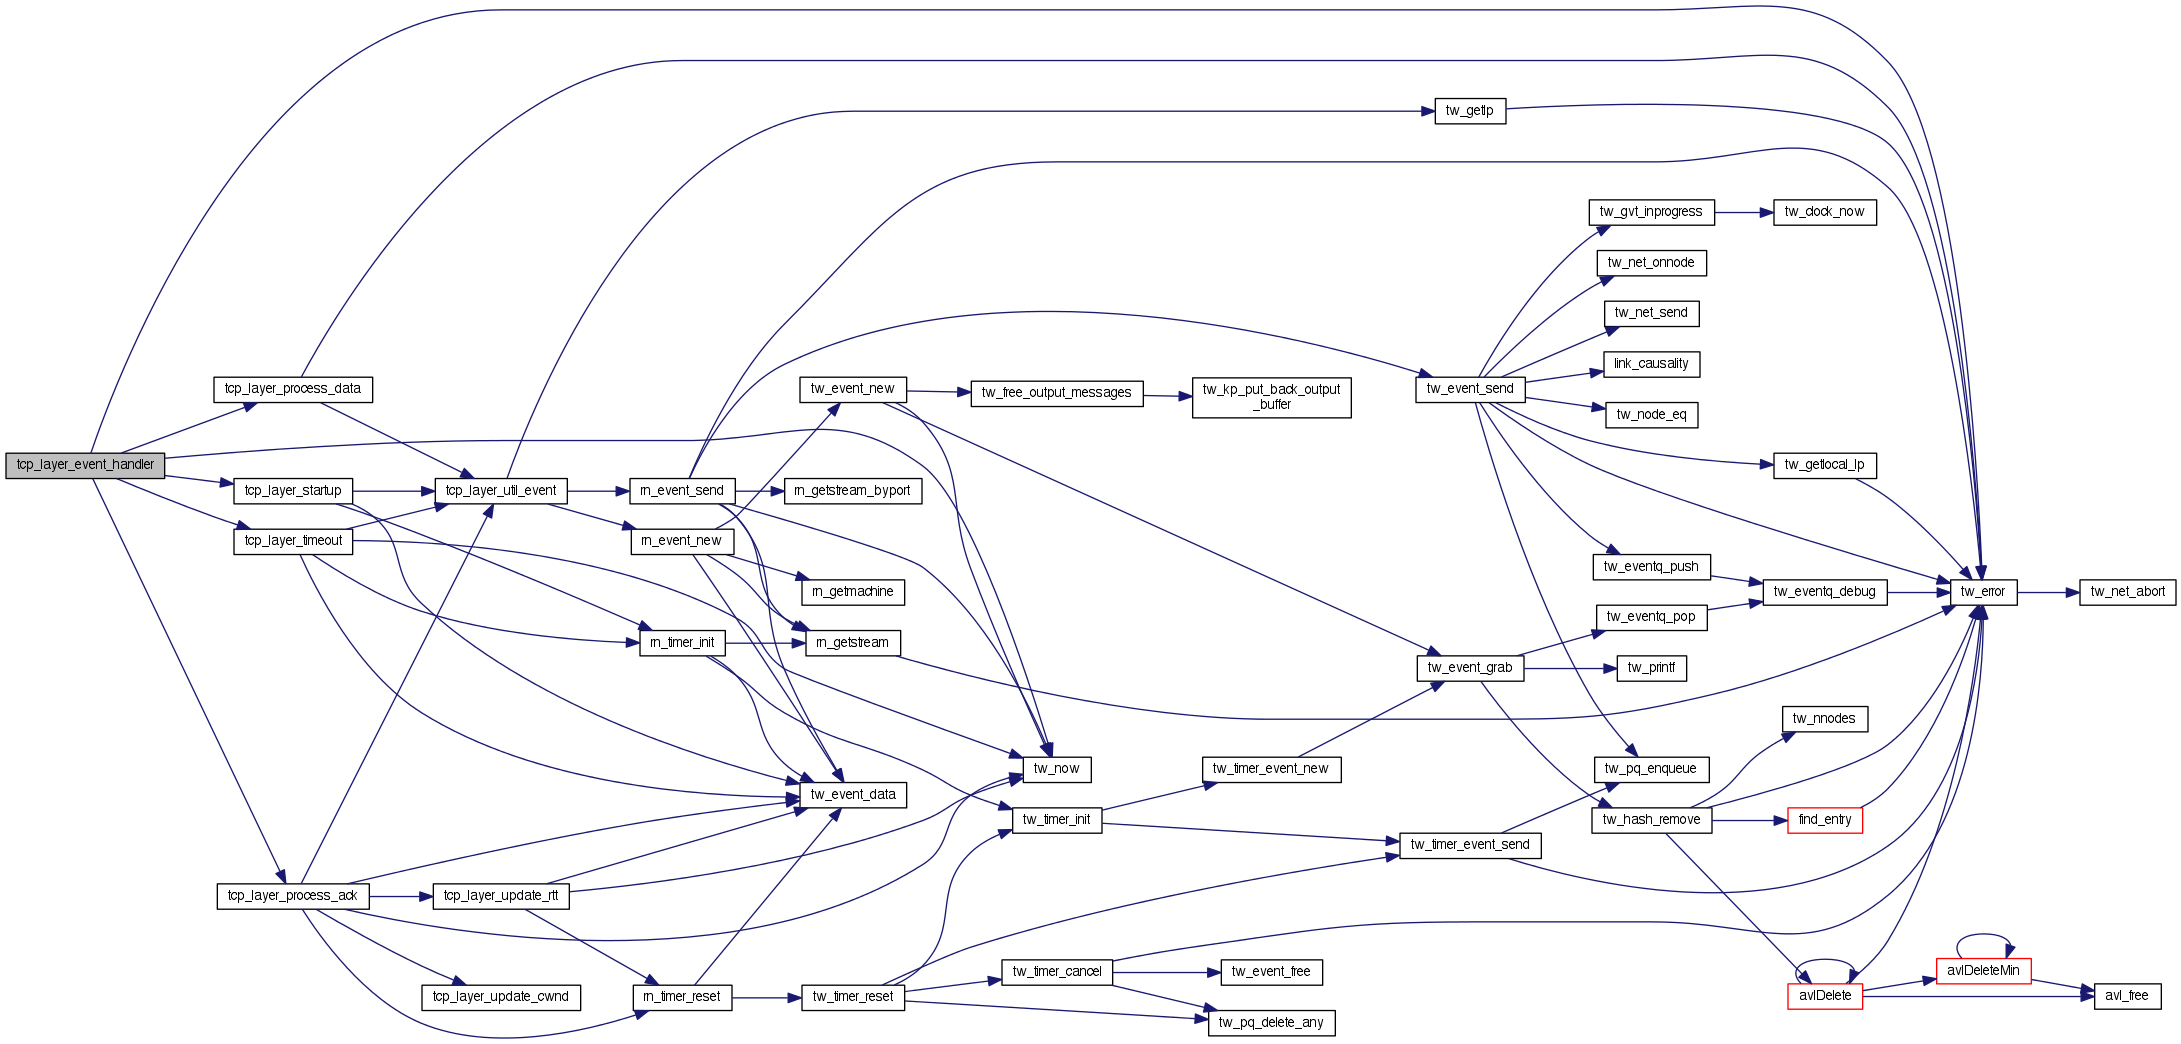 tcp_layer_event_handler
tcp_layer_process_data
tcp_layer_startup
tcp_layer_timeout
tcp_layer_process_ack
tcp_layer_util_event
tcp_layer_update_rtt
tcp_layer_update_cwnd
rn_event_send
rn_event_new
rn_timer_init
rn_timer_reset
tw_event_new
rn_getstream_byport
rn_getmachine
rn_getstream
tw_event_data
tw_timer_reset
tw_free_output_messages
tw_now
tw_timer_init
tw_timer_cancel
tw_kp_put_back_output
_buffer
tw_timer_event_new
tw_event_free
tw_pq_delete_any
tw_getlp
tw_event_send
tw_event_grab
tw_timer_event_send
tw_gvt_inprogress
tw_net_onnode
tw_net_send
link_causality
tw_node_eq
tw_eventq_push
tw_eventq_pop
tw_printf
tw_pq_enqueue
tw_hash_remove
tw_clock_now
tw_getlocal_lp
tw_eventq_debug
tw_nnodes
find_entry
avlDelete
tw_error
avlDeleteMin
tw_net_abort
avl_free